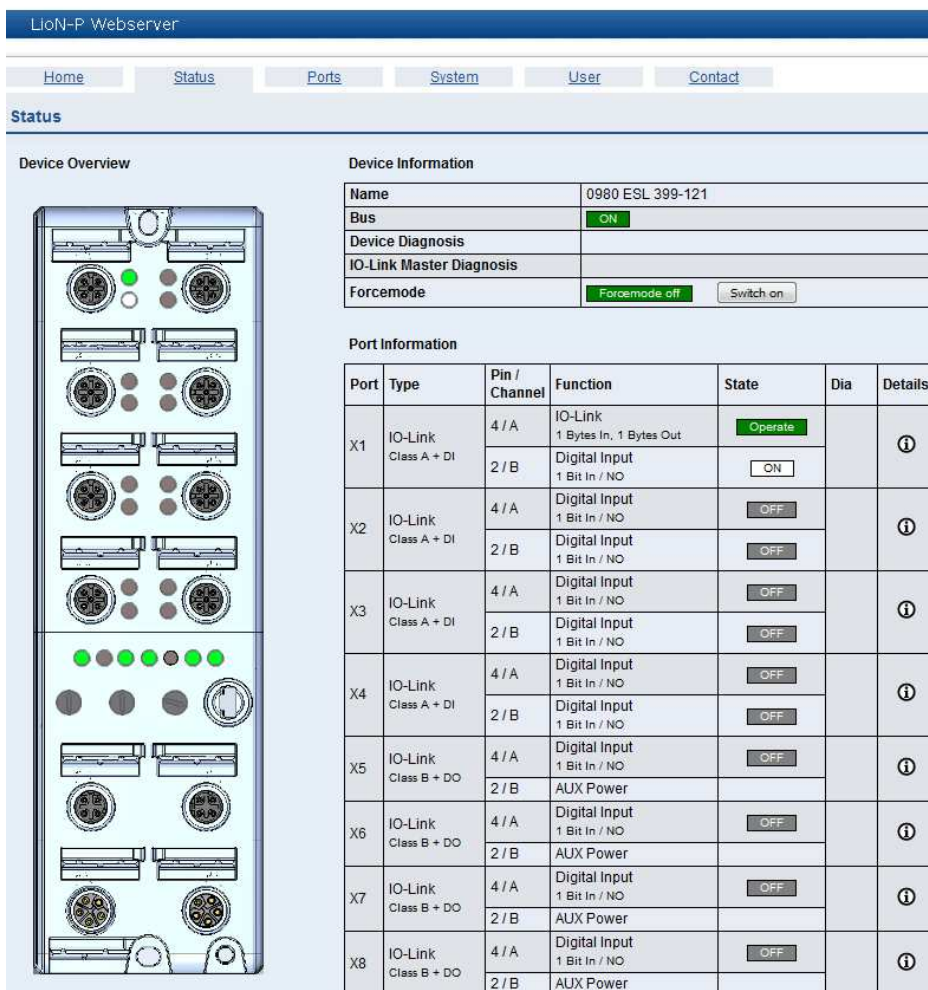 LioN-P Webserver
Home Status Ports System User Contact
Status
Device Overview
Device Information
Name 0980 ESL 399-121
Bus ON
Device Diagnosis
IO-Link Master Diagnosis
Forcemode Forcemode off Switch on
Port Information
Port Type Pin / Channel Function State Dia Details
X1 IO-Link Class A + DI
4 / A IO-Link 1 Bytes In, 1 Bytes Out Operate
2 / B Digital Input 1 Bit In / NO ON
X2 IO-Link Class A + DI
4 / A Digital Input 1 Bit In / NO OFF
2 / B Digital Input 1 Bit In / NO OFF
X3 IO-Link Class A + DI
4 / A Digital Input 1 Bit In / NO OFF
2 / B Digital Input 1 Bit In / NO OFF
X4 IO-Link Class A + DI
4 / A Digital Input 1 Bit In / NO OFF
2 / B Digital Input 1 Bit In / NO OFF
X5 IO-Link Class B + DO
4 / A Digital Input 1 Bit In / NO OFF
2 / B AUX Power
X6 IO-Link Class B + DO
4 / A Digital Input 1 Bit In / NO OFF
2 / B AUX Power
X7 IO-Link Class B + DO
4 / A Digital Input 1 Bit In / NO OFF
2 / B AUX Power
X8 IO-Link Class B + DO
4 / A Digital Input 1 Bit In / NO OFF
2 / B AUX Power